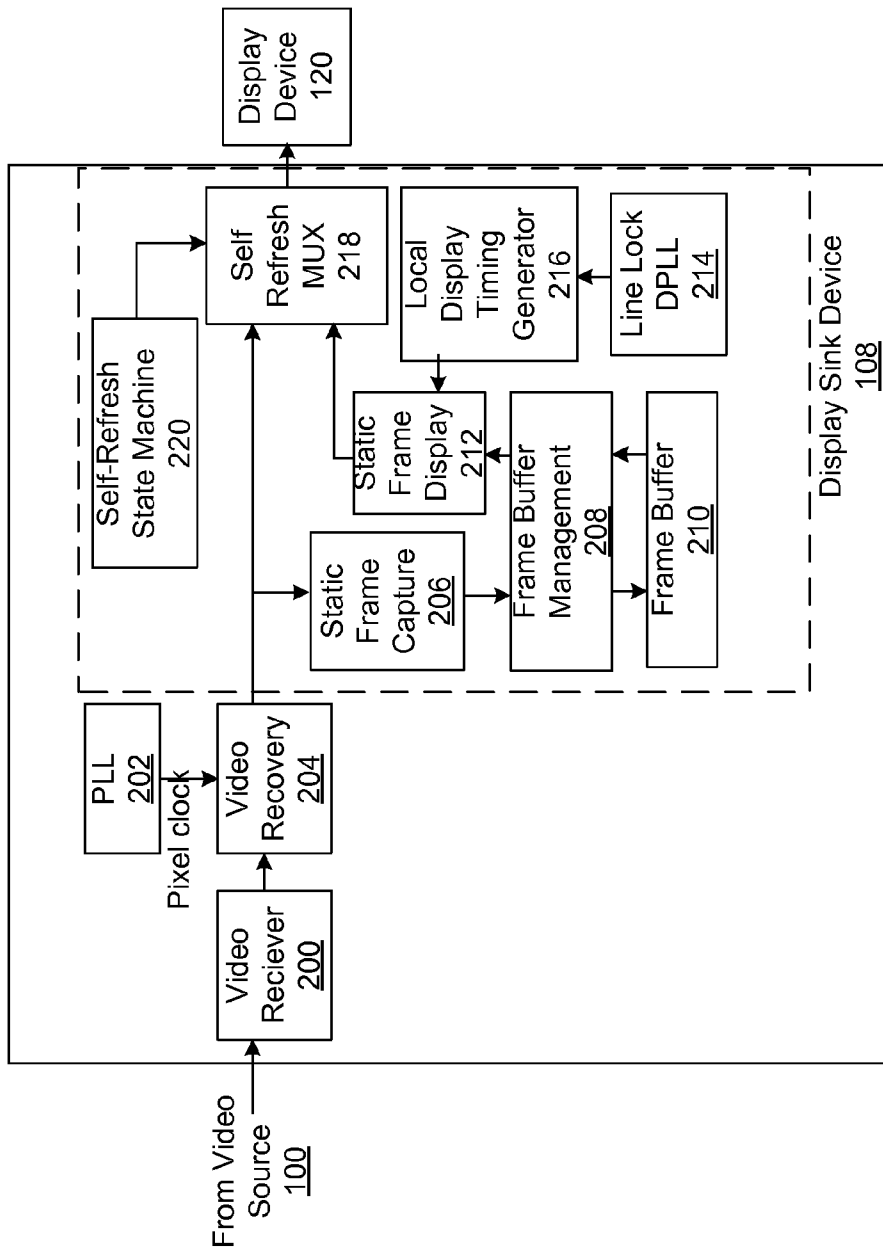 From Video
Source
100
Video
Reciever
200
PLL
202
Pixel clock
Video
Recovery
204
Self-Refresh
State Machine
220
Self
Refresh
MUX
218
Display
Device
120
Static
Frame
Capture
206
Static
Frame
Display
212
Local
Display
Timing
Generator
216
Frame Buffer
Management
208
Line Lock
DPLL
214
Frame Buffer
210
Display Sink Device
108